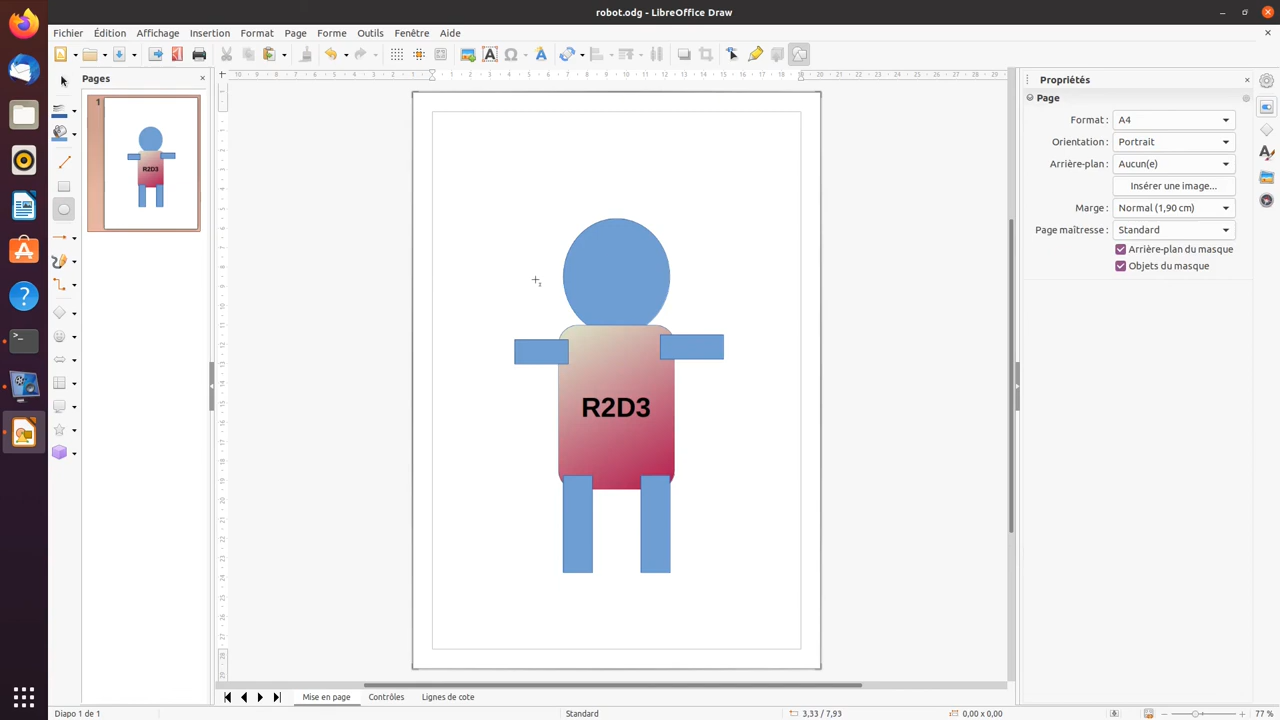 robot.odg - LibreOffice Draw
Fichier Édition Affichage Insertion Format Page Forme Outils Fenêtre Aide
Pages
1
R2D3
R2D3
Propriétés
Page
Format : A4
Orientation : Portrait
Arrière-plan : Aucun(e)
Insérer une image...
Marge : Normal (1,90 cm)
Page maîtresse : Standard
Arrière-plan du masque
Objets du masque
Mise en page Contrôles Lignes de cote
Diapo 1 de 1 Standard 3,33 / 7,93 0,00 x 0,00 77 %